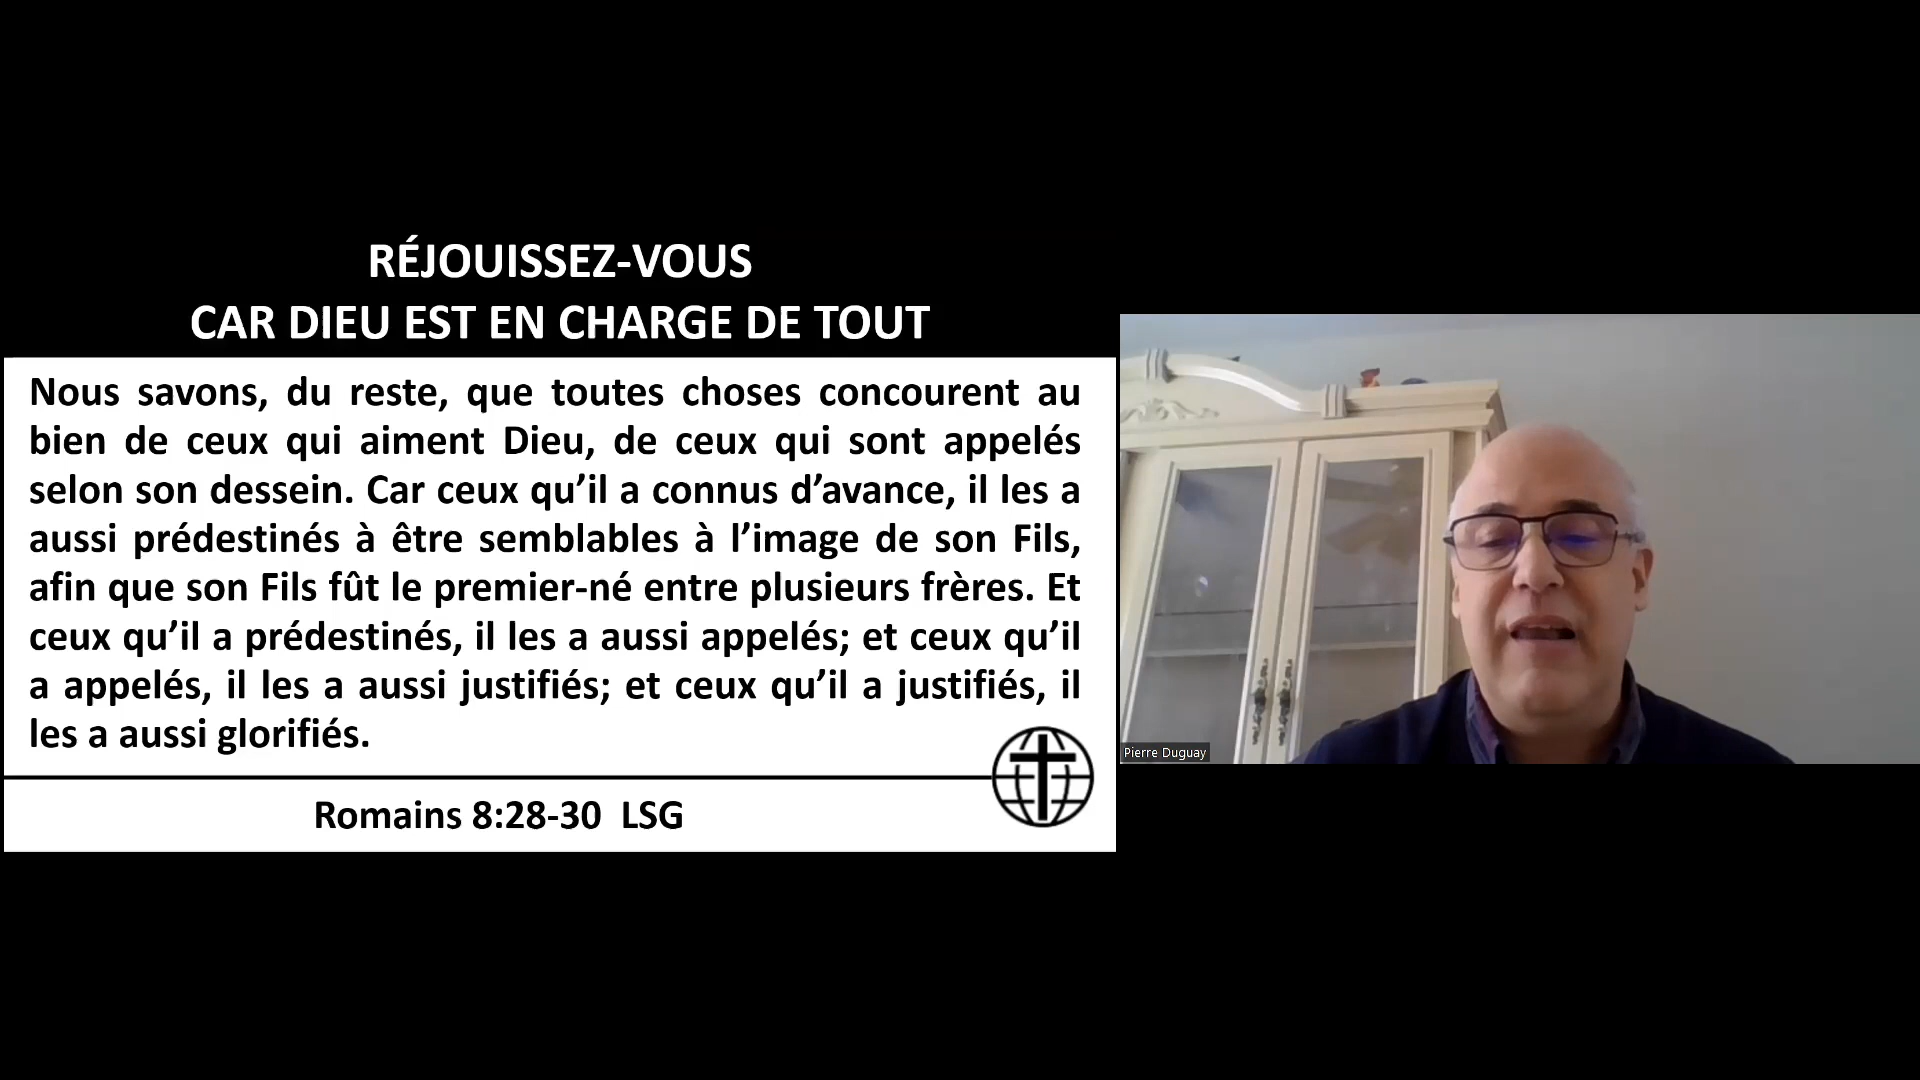 RÉJOUISSEZ-VOUS
CAR DIEU EST EN CHARGE DE TOUT
Nous savons, du reste, que toutes choses concourent au
bien de ceux qui aiment Dieu, de ceux qui sont appelés
selon son dessein. Car ceux qu’il a connus d’avance, il les a
aussi prédestinés à être semblables à l’image de son Fils,
afin que son Fils fût le premier-né entre plusieurs frères. Et
ceux qu’il a prédestinés, il les a aussi appelés; et ceux qu’il
a appelés, il les a aussi justifiés; et ceux qu’il a justifiés, il
les a aussi glorifiés.
Romains 8:28-30 LSG
Pierre Duguay